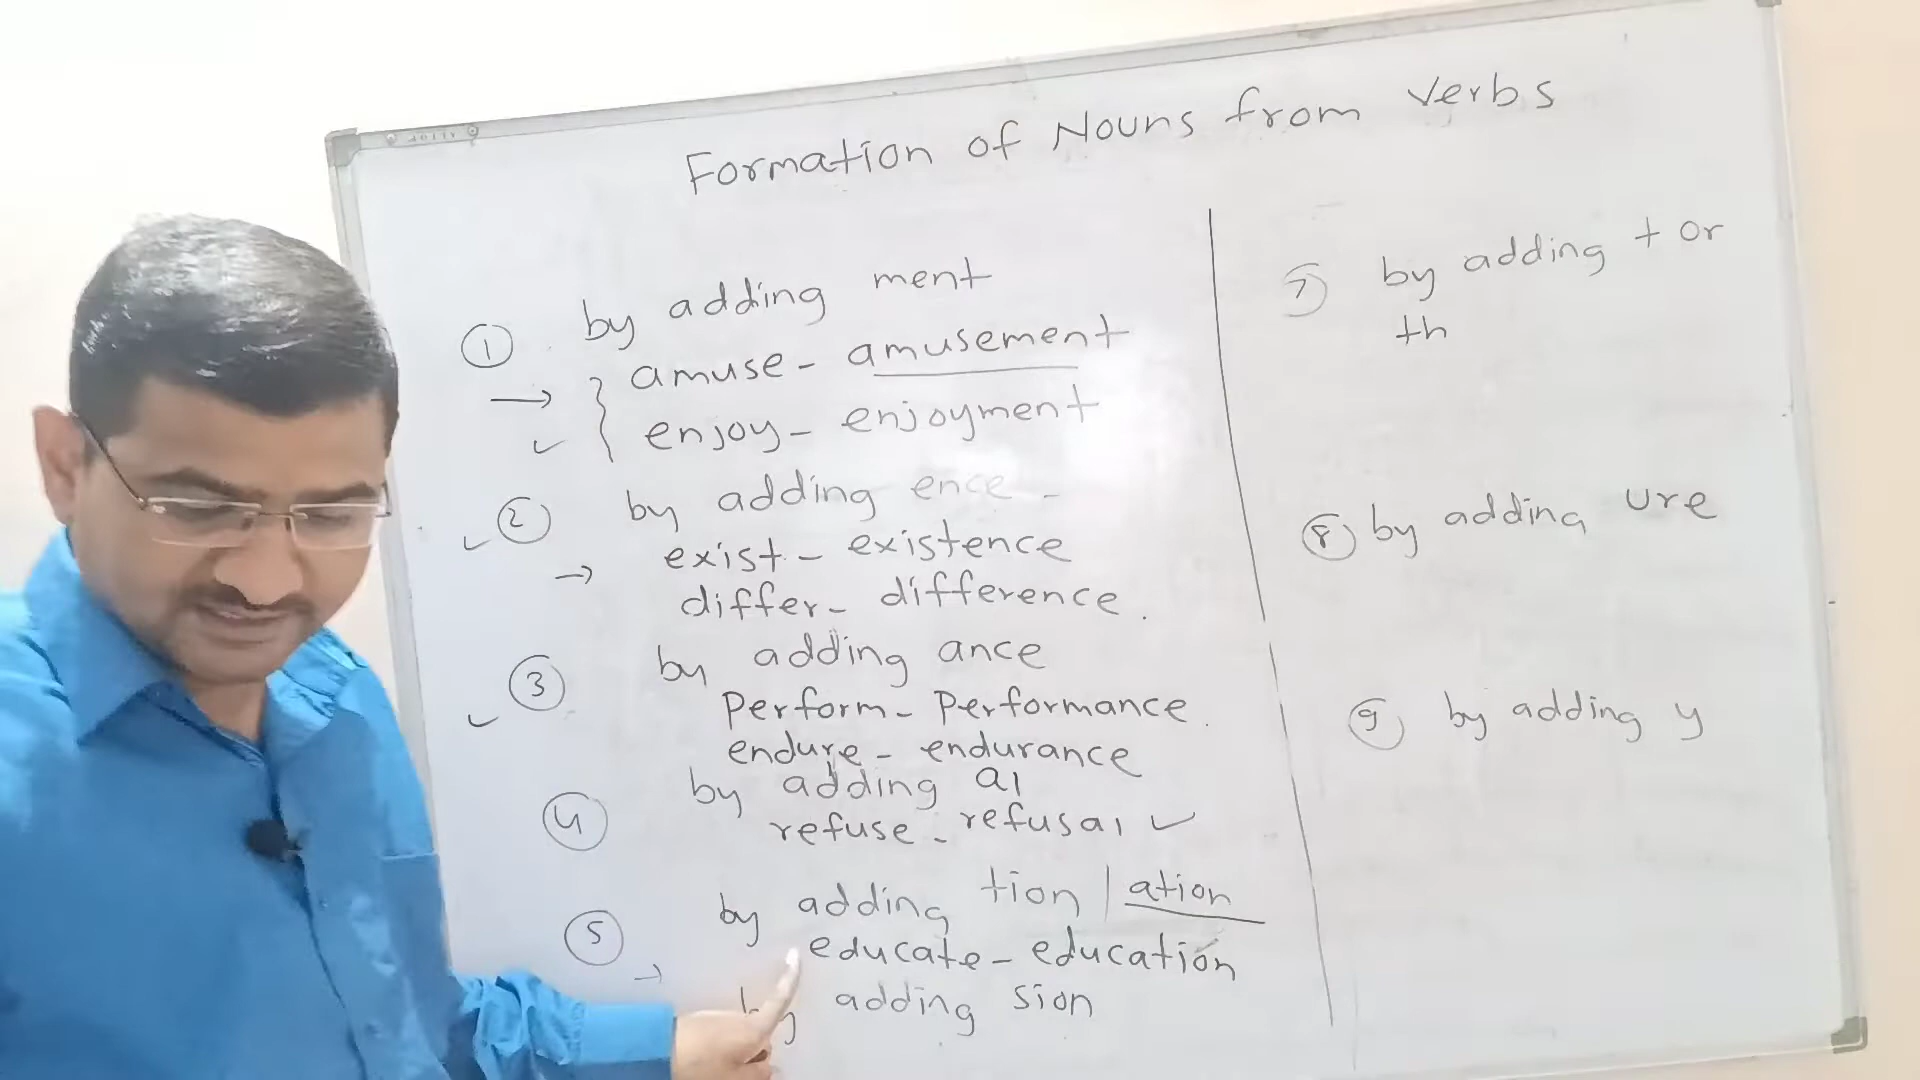 Formation of Nouns from Verbs
① by adding ment
→ { amuse - amusement
✓ enjoy - enjoyment
✓ ② by adding ence -
→ exist - existence
differ - difference.
✓ ③ by adding ance
Perform - Performance.
endure - endurance
④ by adding al
refuse - refusal ✓
⑤ by adding tion | ation
→ educate - education
adding sion
⑦ by adding t or
th
⑧ by adding ure
⑨ by adding y